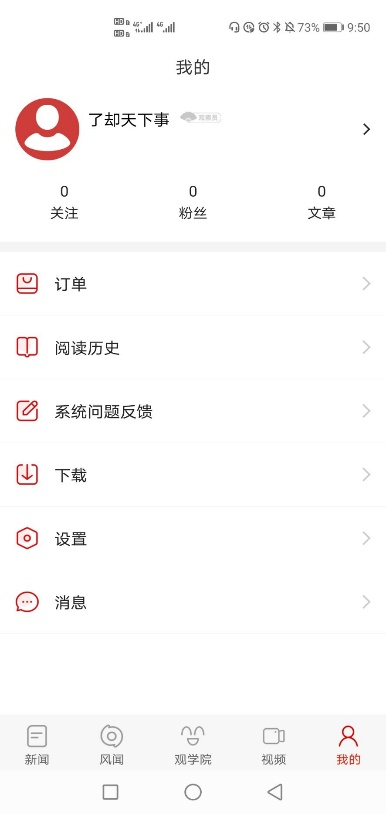 73% 9:50
我的
了却天下事
0 0 0
关注 粉丝 文章
订单
阅读历史
系统问题反馈
下载
设置
消息
新闻 风闻 观学院 视频 我的